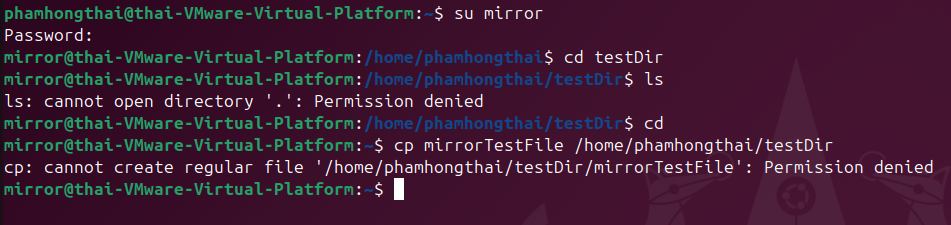 phamhongthai@thai-VMware-Virtual-Platform:~$ su mirror
Password:
mirror@thai-VMware-Virtual-Platform:/home/phamhongthai$ cd testDir
mirror@thai-VMware-Virtual-Platform:/home/phamhongthai/testDir$ ls
ls: cannot open directory '.': Permission denied
mirror@thai-VMware-Virtual-Platform:/home/phamhongthai/testDir$ cd
mirror@thai-VMware-Virtual-Platform:~$ cp mirrorTestFile /home/phamhongthai/testDir
cp: cannot create regular file '/home/phamhongthai/testDir/mirrorTestFile': Permission denied
mirror@thai-VMware-Virtual-Platform:~$